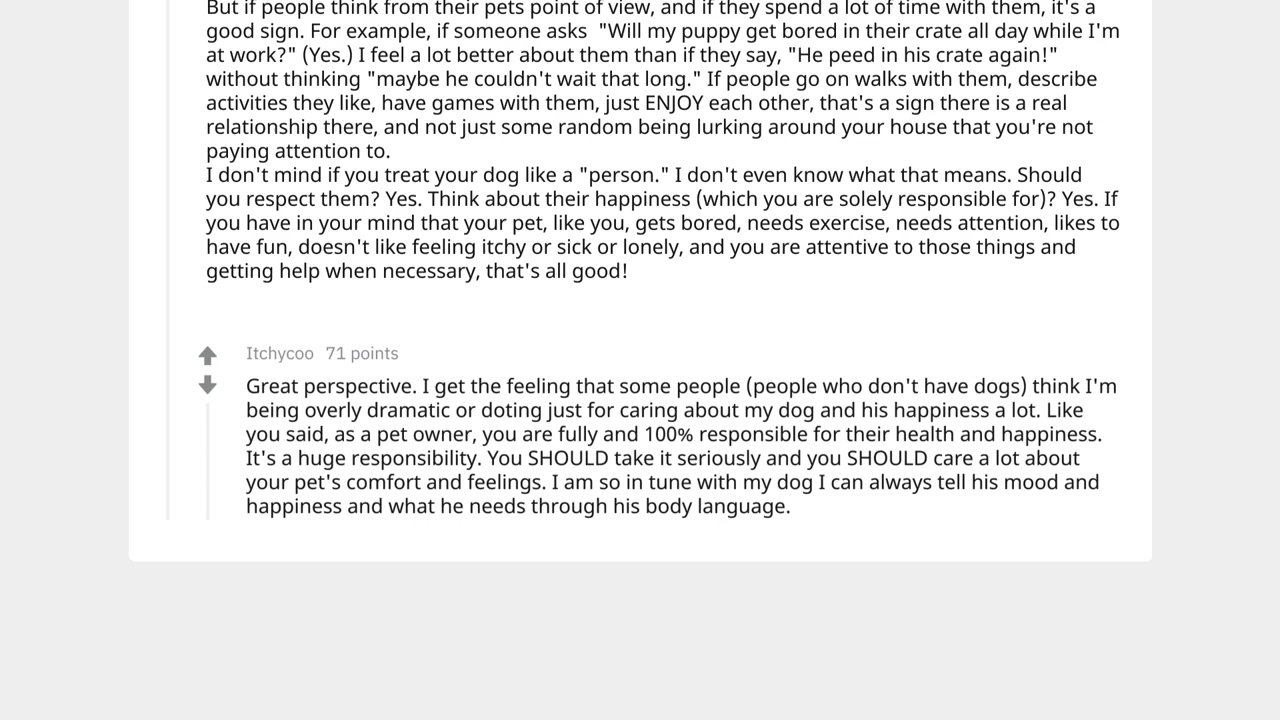 But if people think from their pets point of view, and if they spend a lot of time with them, it's a
good sign. For example, if someone asks  "Will my puppy get bored in their crate all day while I'm
at work?" (Yes.) I feel a lot better about them than if they say, "He peed in his crate again!"
without thinking "maybe he couldn't wait that long." If people go on walks with them, describe
activities they like, have games with them, just ENJOY each other, that's a sign there is a real
relationship there, and not just some random being lurking around your house that you're not
paying attention to.
I don't mind if you treat your dog like a "person." I don't even know what that means. Should
you respect them? Yes. Think about their happiness (which you are solely responsible for)? Yes. If
you have in your mind that your pet, like you, gets bored, needs exercise, needs attention, likes to
have fun, doesn't like feeling itchy or sick or lonely, and you are attentive to those things and
getting help when necessary, that's all good!
Itchycoo 71 points
Great perspective. I get the feeling that some people (people who don't have dogs) think I'm
being overly dramatic or doting just for caring about my dog and his happiness a lot. Like
you said, as a pet owner, you are fully and 100% responsible for their health and happiness.
It's a huge responsibility. You SHOULD take it seriously and you SHOULD care a lot about
your pet's comfort and feelings. I am so in tune with my dog I can always tell his mood and
happiness and what he needs through his body language.